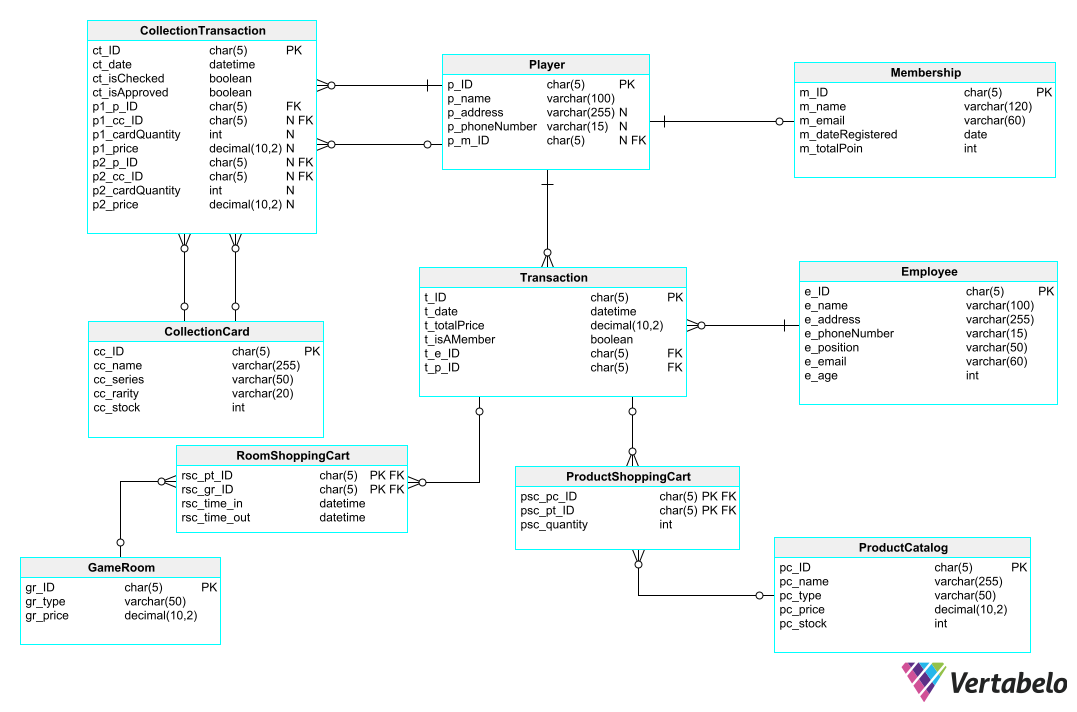 CollectionTransaction
ct_ID char(5) PK
ct_date datetime
ct_isChecked boolean
ct_isApproved boolean
p1_p_ID char(5) FK
p1_cc_ID char(5) N FK
p1_cardQuantity int N
p1_price decimal(10,2) N
p2_p_ID char(5) N FK
p2_cc_ID char(5) N FK
p2_cardQuantity int N
p2_price decimal(10,2) N
Player
p_ID char(5) PK
p_name varchar(100)
p_address varchar(255) N
p_phoneNumber varchar(15) N
p_m_ID char(5) N FK
Membership
m_ID char(5) PK
m_name varchar(120)
m_email varchar(60)
m_dateRegistered date
m_totalPoin int
Transaction
t_ID char(5) PK
t_date datetime
t_totalPrice decimal(10,2)
t_isAMember boolean
t_e_ID char(5) FK
t_p_ID char(5) FK
Employee
e_ID char(5) PK
e_name varchar(100)
e_address varchar(255)
e_phoneNumber varchar(15)
e_position varchar(50)
e_email varchar(60)
e_age int
CollectionCard
cc_ID char(5) PK
cc_name varchar(255)
cc_series varchar(50)
cc_rarity varchar(20)
cc_stock int
RoomShoppingCart
rsc_pt_ID char(5) PK FK
rsc_gr_ID char(5) PK FK
rsc_time_in datetime
rsc_time_out datetime
ProductShoppingCart
psc_pc_ID char(5) PK FK
psc_pt_ID char(5) PK FK
psc_quantity int
GameRoom
gr_ID char(5) PK
gr_type varchar(50)
gr_price decimal(10,2)
ProductCatalog
pc_ID char(5) PK
pc_name varchar(255)
pc_type varchar(50)
pc_price decimal(10,2)
pc_stock int
Vertabelo